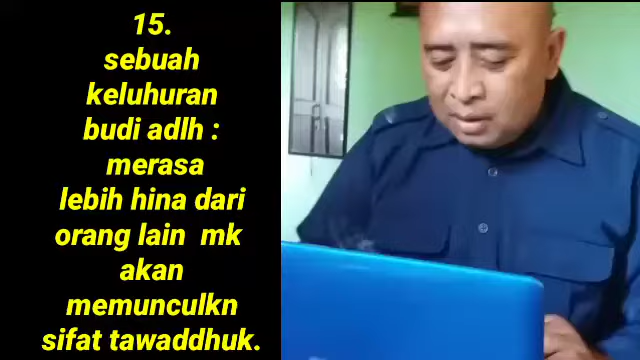 15.
sebuah
keluhuran
budi adlh :
merasa
lebih hina dari
orang lain mk
akan
memunculkn
sifat tawaddhuk.